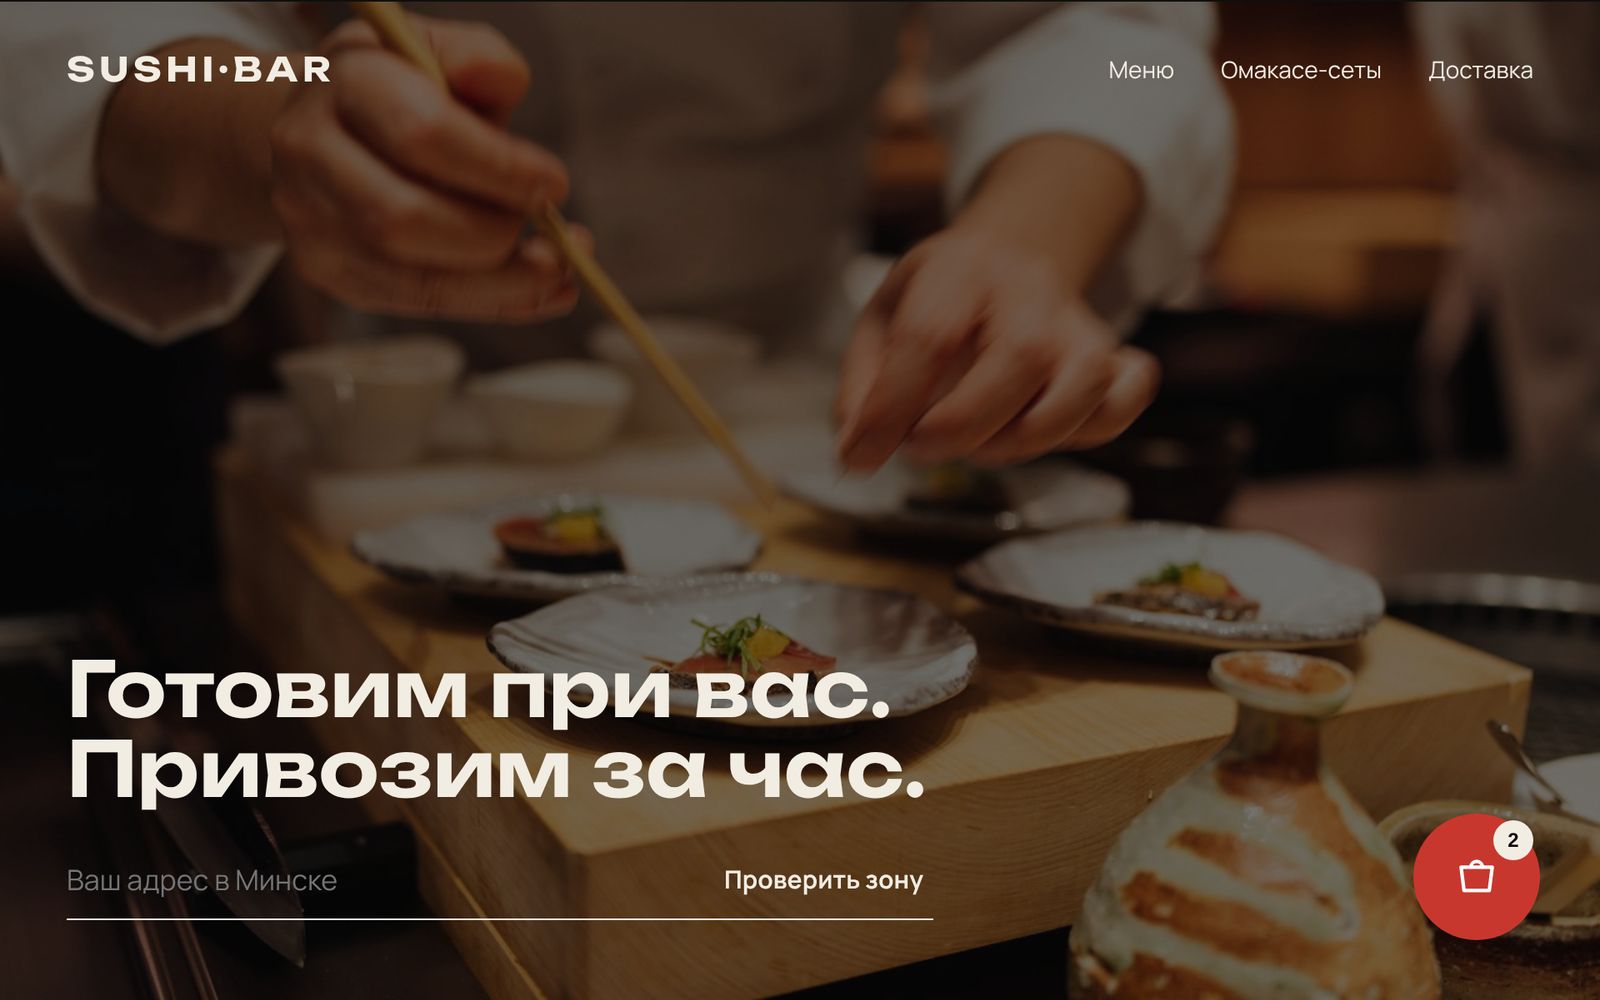 SUSHI·BAR
Меню
Омакасе-сеты
Доставка
Готовим при вас.
Привозим за час.
Ваш адрес в Минске
Проверить зону
2